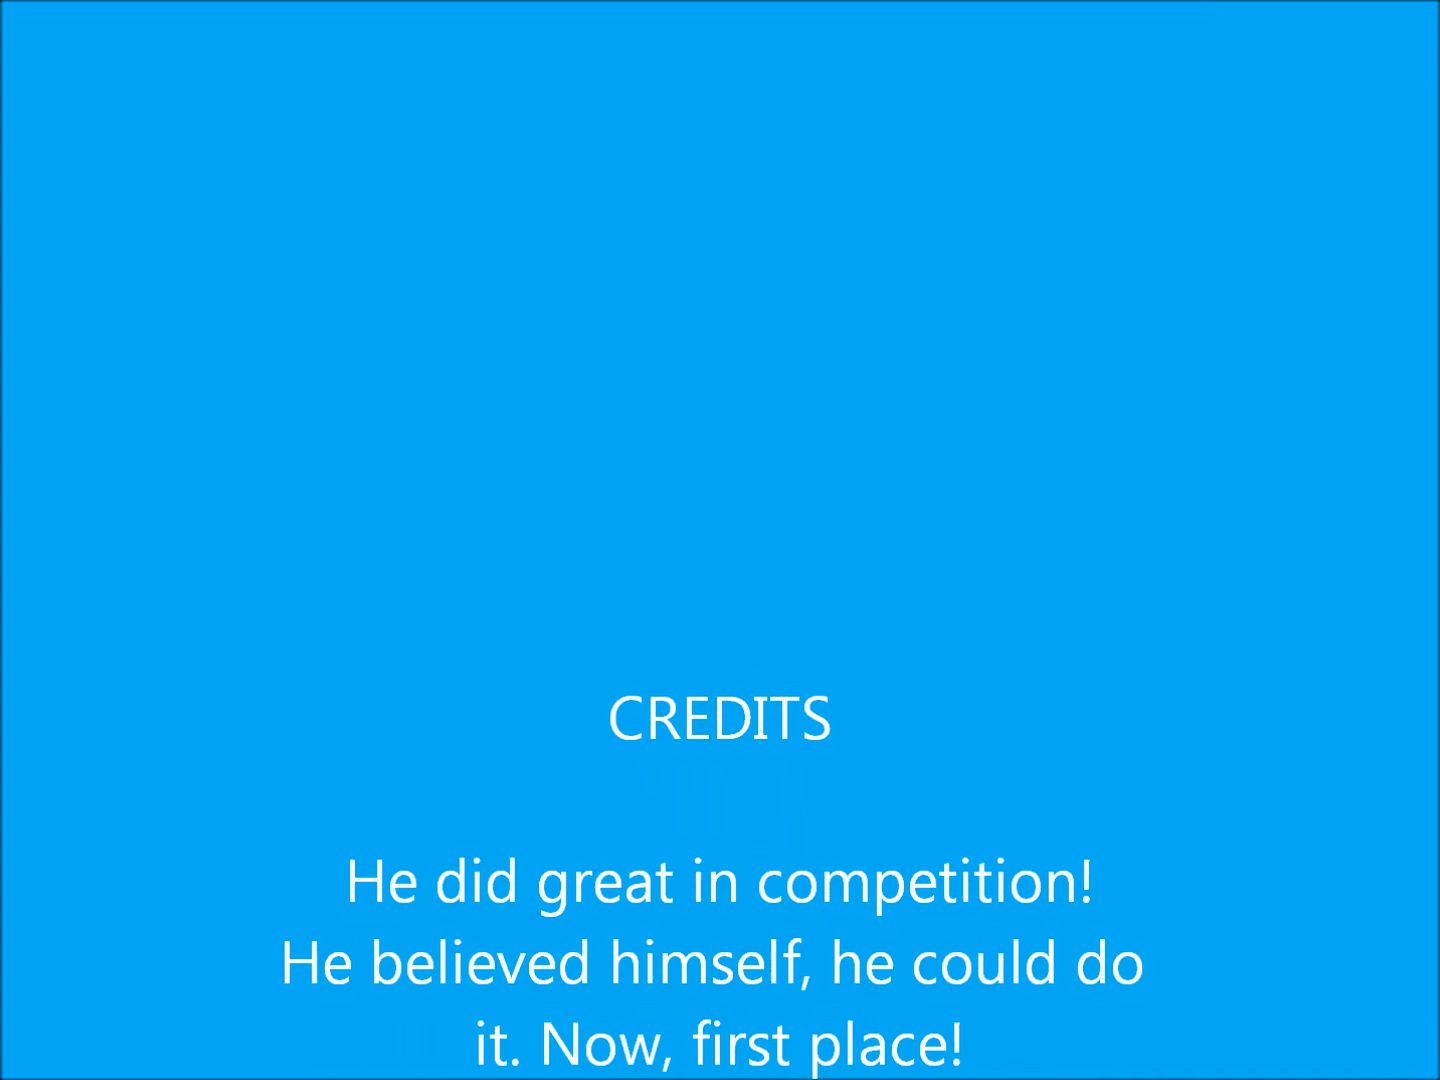 CREDITS
He did great in competition!
He believed himself, he could do
it. Now, first place!